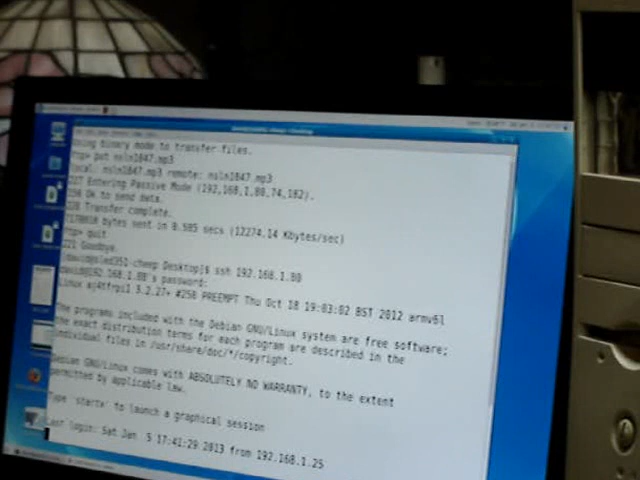 Using binary mode to transfer files.
ftp> put nsln1847.mp3
local: nsln1847.mp3 remote: nsln1847.mp3
227 Entering Passive Mode (192,168,1,80,74,182).
150 Ok to send data.
226 Transfer complete.
bytes sent in 0.585 secs (12274.14 Kbytes/sec)
ftp> quit
221 Goodbye.
Desktop]$ ssh 192.168.1.80
david@192.168.1.80's password:
Linux aj4tfrpi1 3.2.27+ #250 PREEMPT Thu Oct 18 19:03:02 BST 2012 armv6l
The programs included with the Debian GNU/Linux system are free software;
the exact distribution terms for each program are described in the
individual files in /usr/share/doc/*/copyright.
Debian GNU/Linux comes with ABSOLUTELY NO WARRANTY, to the extent
permitted by applicable law.
Type 'startx' to launch a graphical session
Last login: Sat Jan 5 17:41:29 2013 from 192.168.1.25